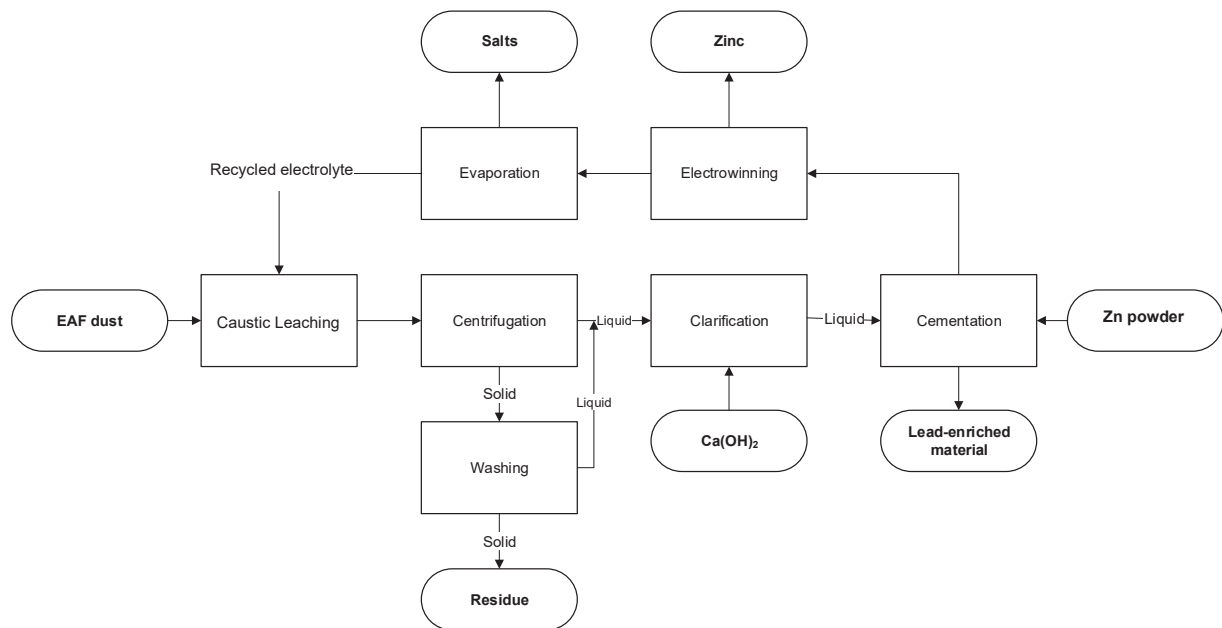 Salts
Zinc
Evaporation
Electrowinning
Recycled electrolyte
EAF dust
Caustic Leaching
Centrifugation
Liquid
Clarification
Liquid
Cementation
Zn powder
Solid
Liquid
Washing
Ca(OH)₂
Lead-enriched
material
Solid
Residue